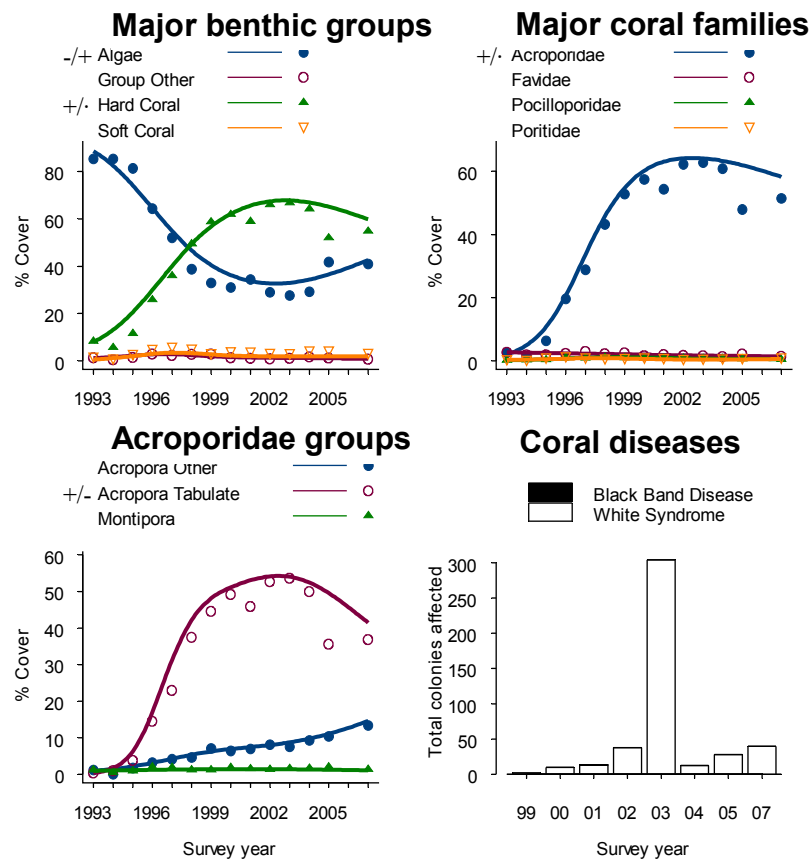 Major benthic groups
-/+ Algae
Group Other
+/· Hard Coral
Soft Coral
80
60
40
20
0
% Cover
1993 1996 1999 2002 2005
Major coral families
+/· Acroporidae
Favidae
Pocilloporidae
Poritidae
60
40
20
0
% Cover
1993 1996 1999 2002 2005
Acroporidae groups
Acropora Other
+/- Acropora Tabulate
Montipora
60
50
40
30
20
10
0
% Cover
1993 1996 1999 2002 2005
Survey year
Coral diseases
Black Band Disease
White Syndrome
300
250
200
150
100
50
0
Total colonies affected
99 00 01 02 03 04 05 07
Survey year